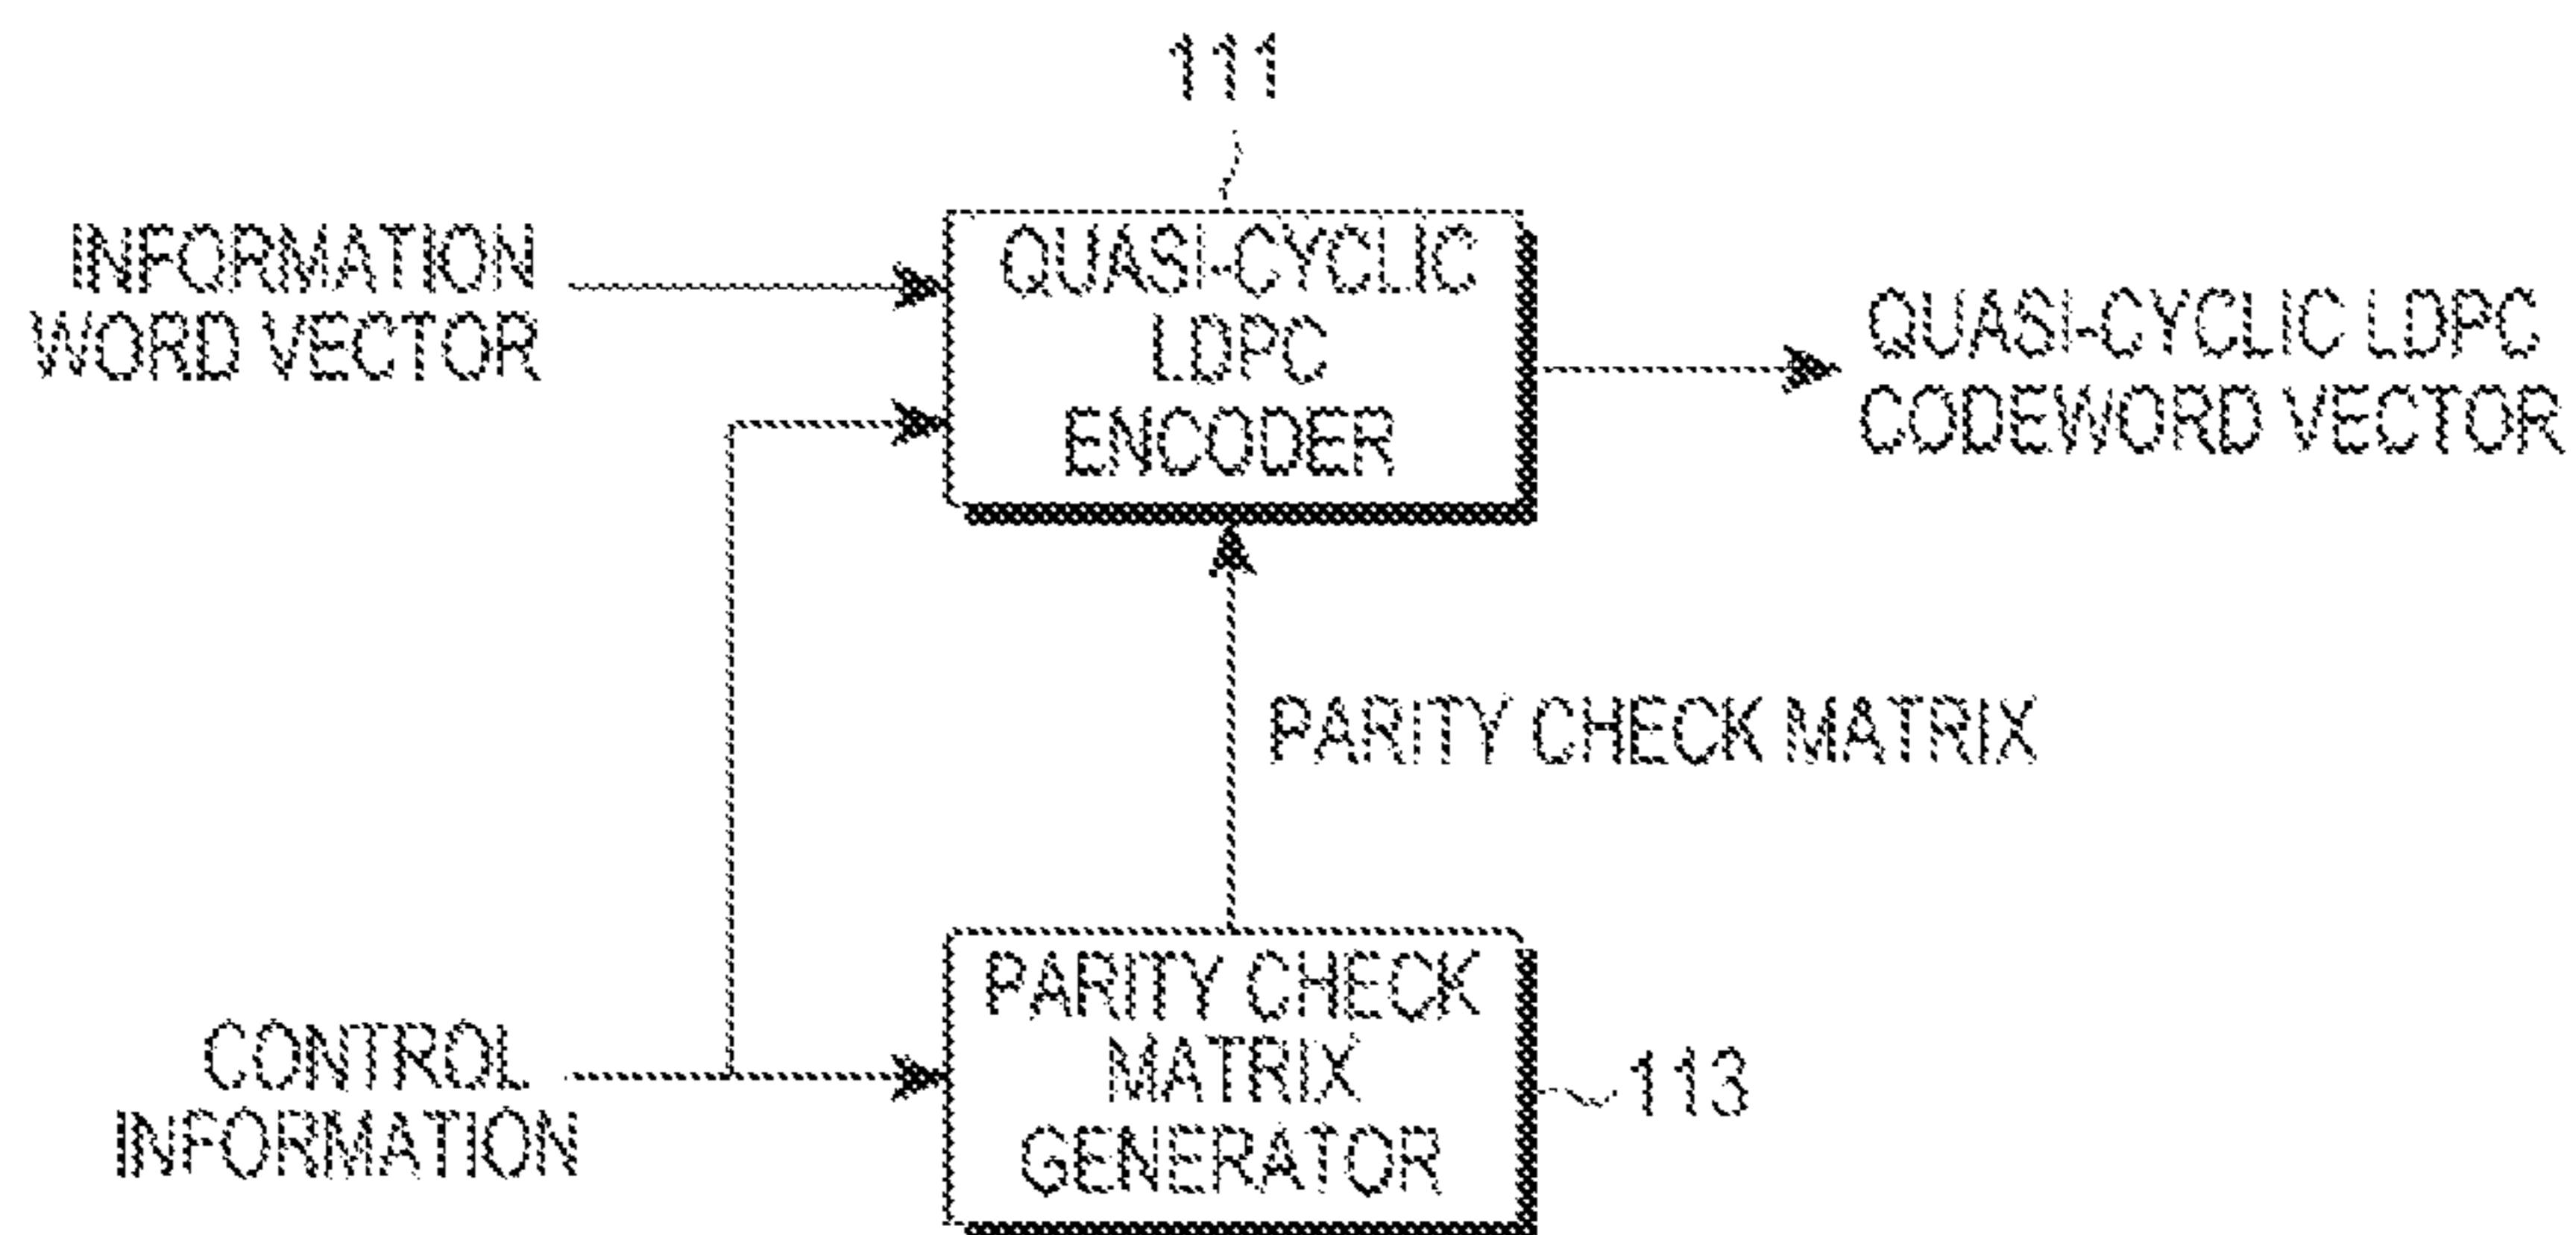 111
INFORMATION
WORD VECTOR
QUASI-CYCLIC
LDPC
ENCODER
QUASI-CYCLIC LDPC
CODEWORD VECTOR
PARITY CHECK MATRIX
CONTROL
INFORMATION
PARITY CHECK
MATRIX
GENERATOR
113